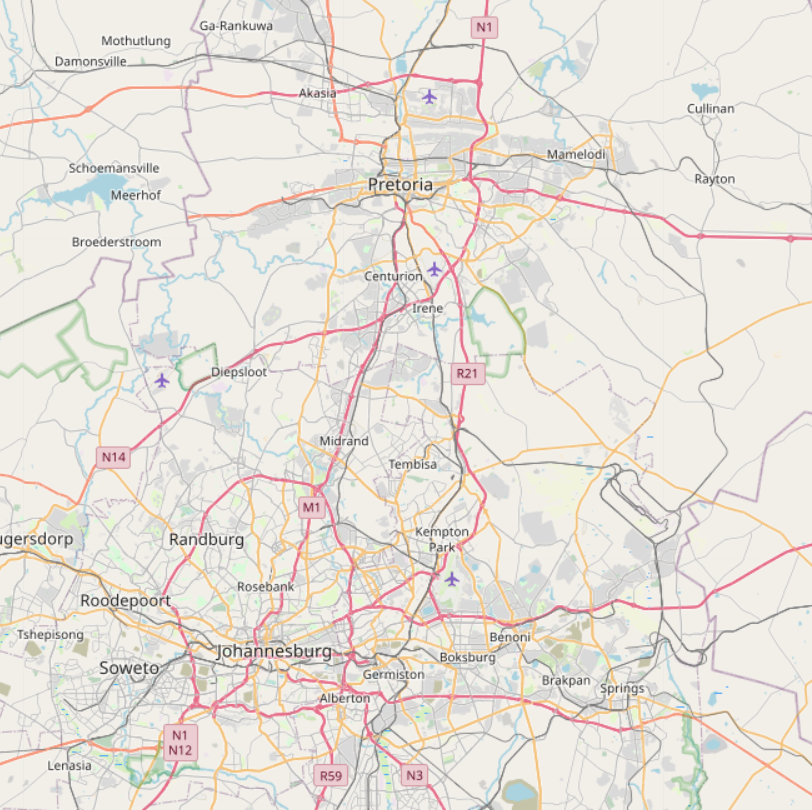 Ga-Rankuwa
N1
Mothutlung
Damonsville
Akasia
Cullinan
Mamelodi
Schoemansville
Rayton
Pretoria
Meerhof
Broederstroom
Centurion
Irene
Diepsloot
R21
Midrand
N14
Tembisa
M1
Kempton
Park
ugersdorp
Randburg
Rosebank
Roodepoort
Tshepisong
Benoni
Johannesburg
Boksburg
Soweto
Germiston
Brakpan
Springs
Alberton
N1
N12
Lenasia
R59
N3